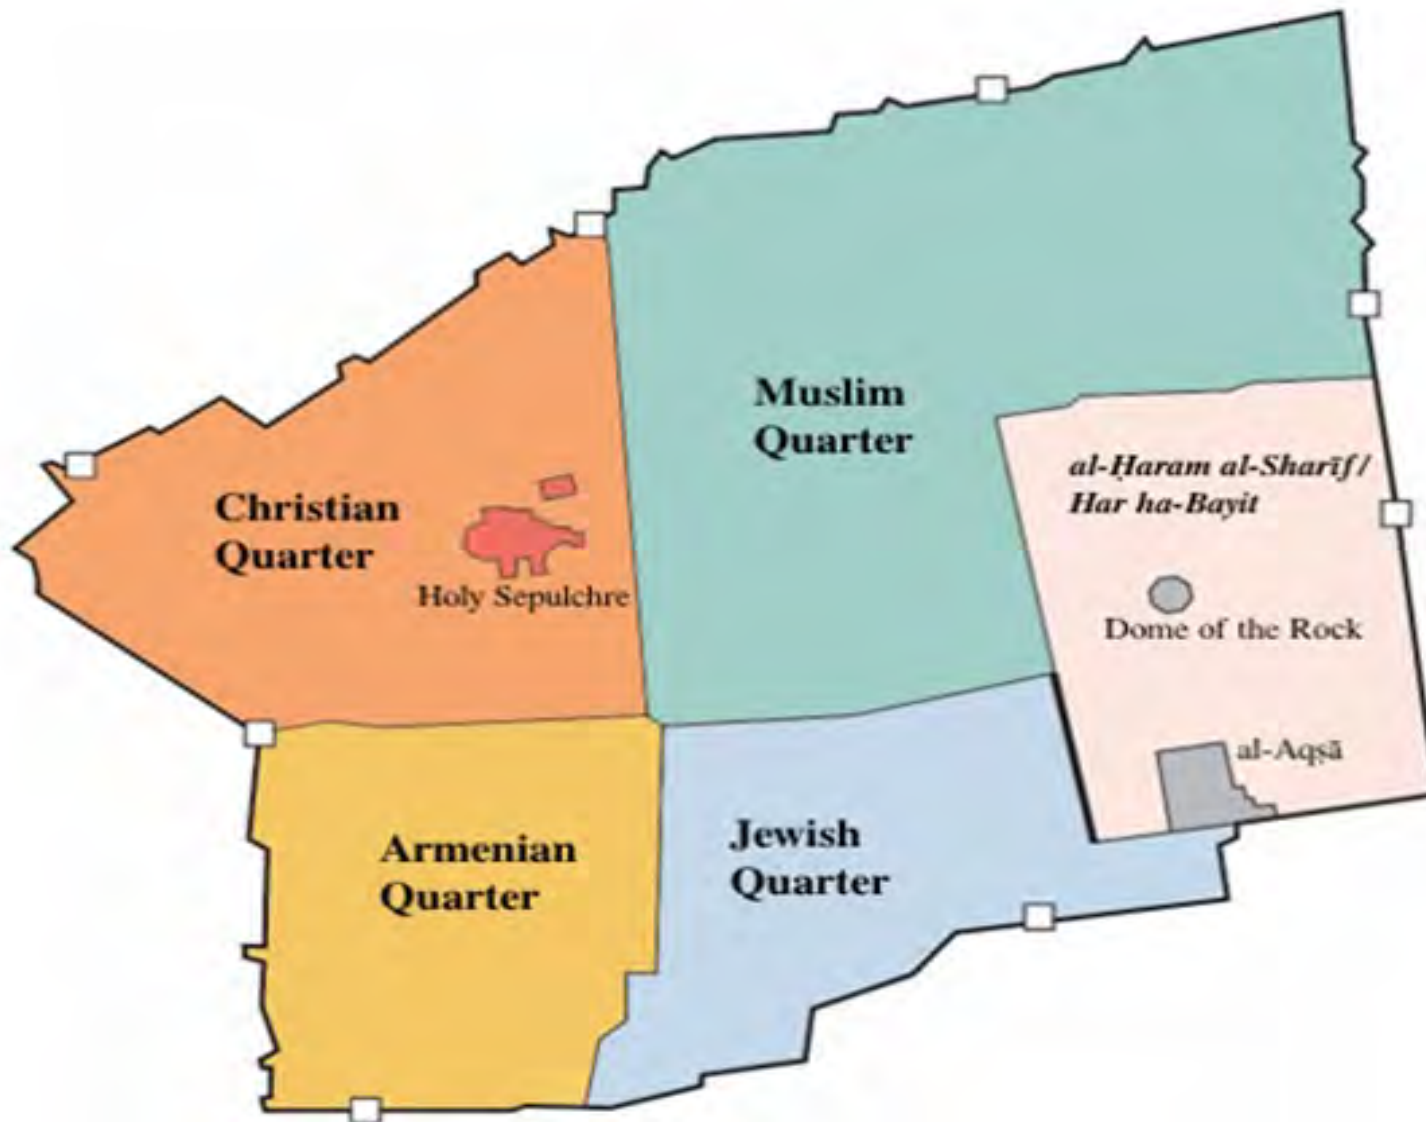 Muslim
Quarter
al-Ḥaram al-Sharīf /
Har ha-Bayit
Christian
Quarter
Holy Sepulchre
Dome of the Rock
al-Aqṣā
Armenian
Quarter
Jewish
Quarter